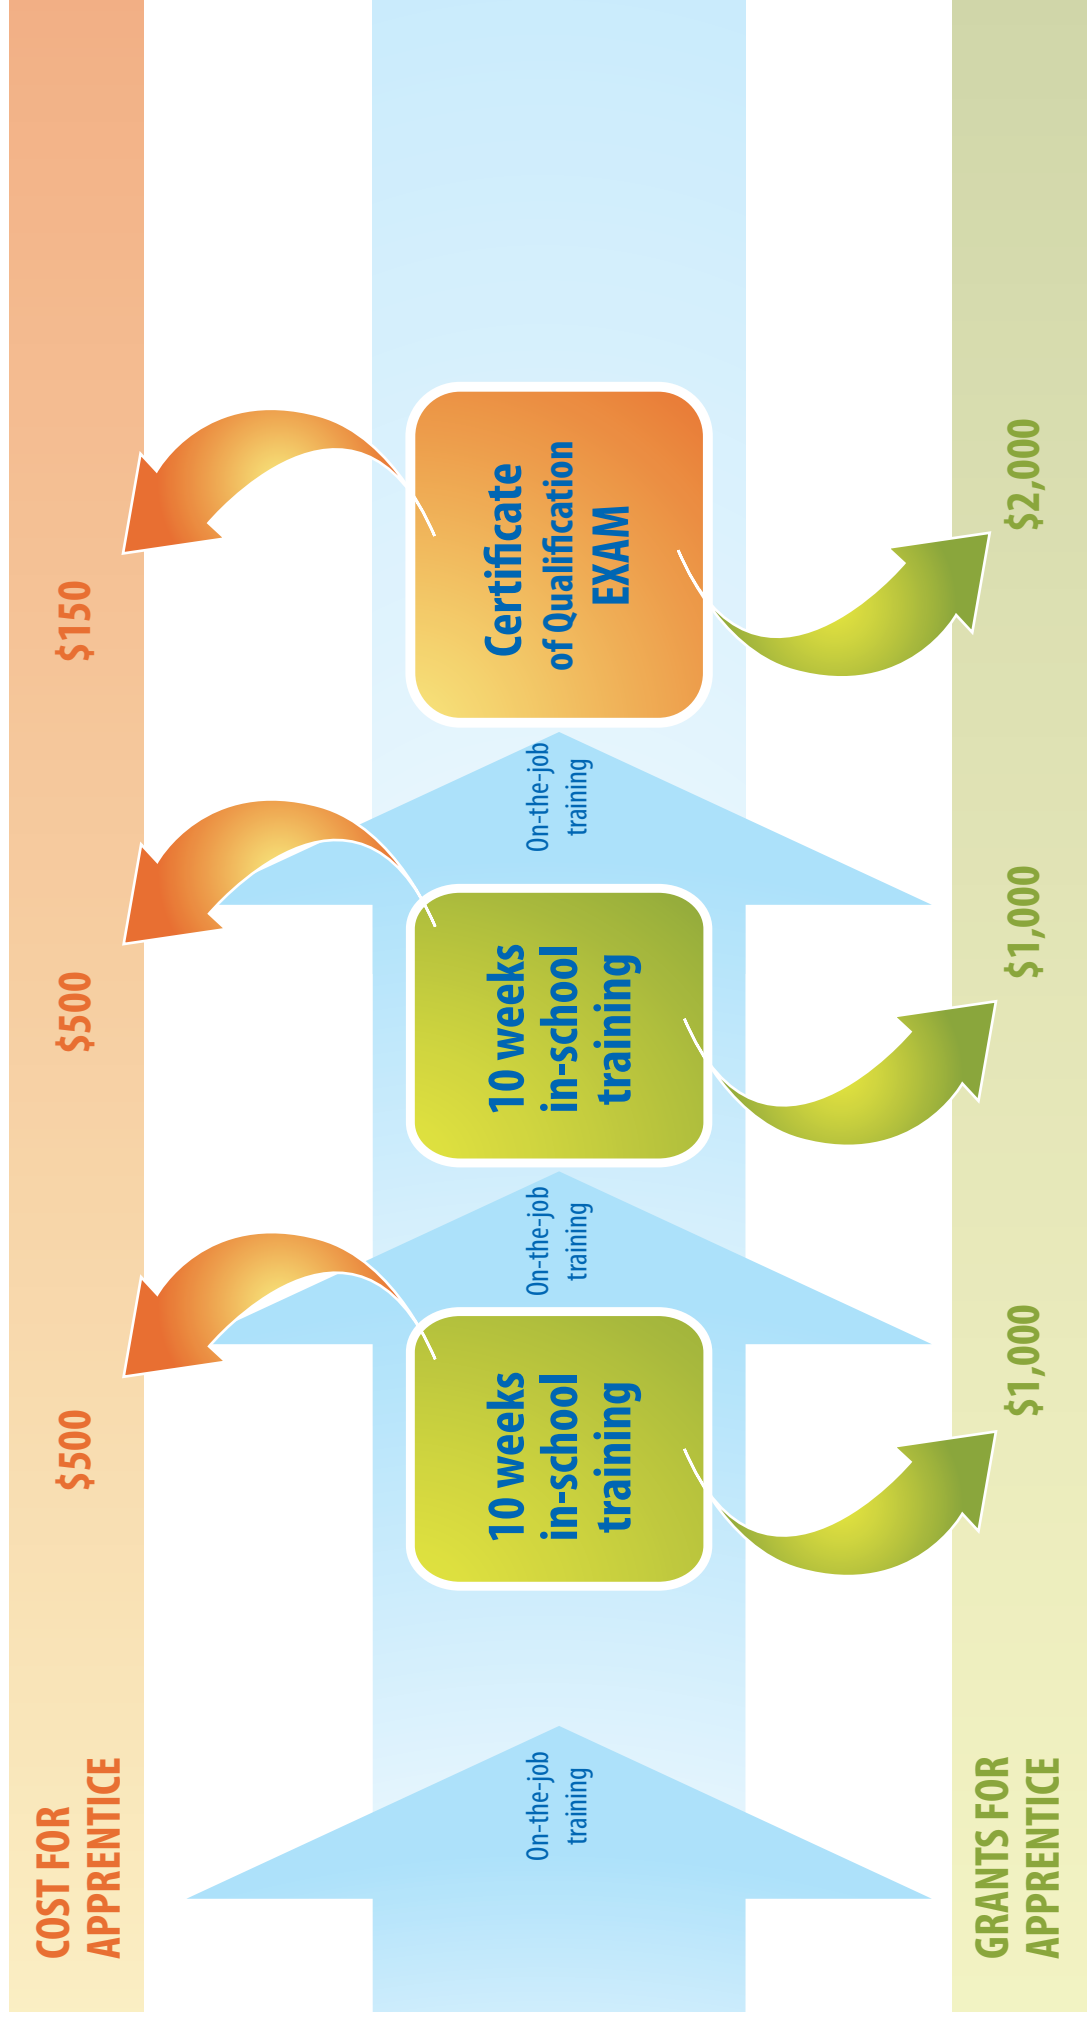 COST FOR
APPRENTICE
$500
$500
$150
On-the-job
training
10 weeks
in-school
training
On-the-job
training
10 weeks
in-school
training
On-the-job
training
Certificate
of Qualification
EXAM
GRANTS FOR
APPRENTICE
$1,000
$1,000
$2,000